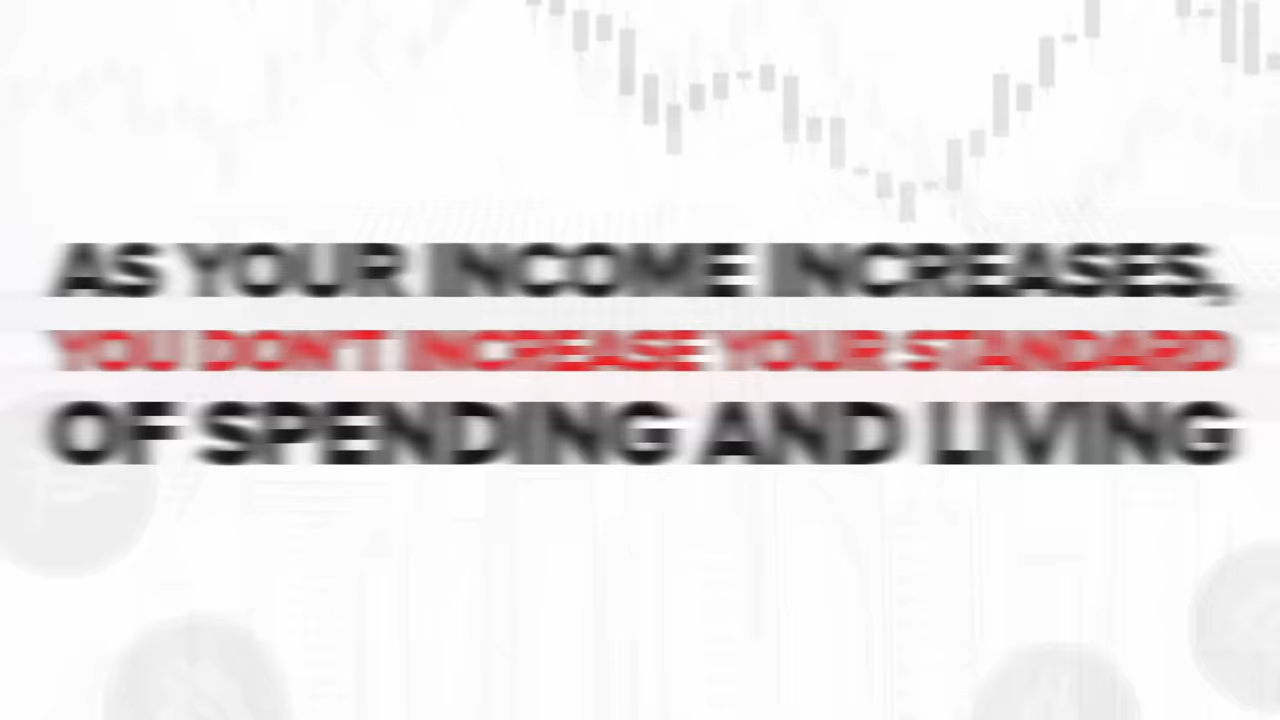 AS YOUR INCOME INCREASES,
YOU DON'T INCREASE YOUR STANDARD
OF SPENDING AND LIVING